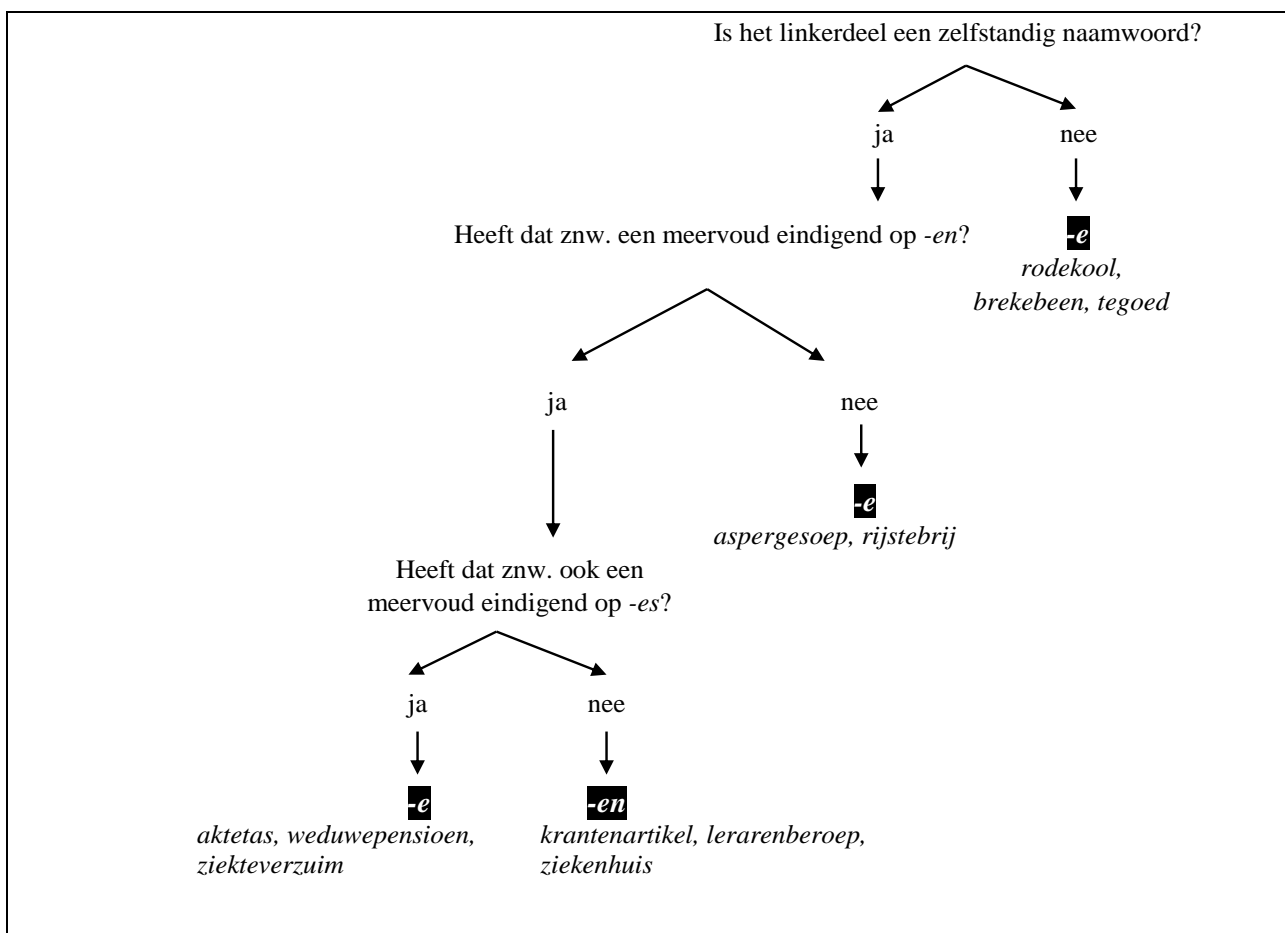 Is het linkerdeel een zelfstandig naamwoord?
ja
nee
Heeft dat znw. een meervoud eindigend op -en?
-e
rodekool,
brekebeen, tegoed
ja
nee
-e
aspergesoep, rijstebrij
Heeft dat znw. ook een
meervoud eindigend op -es?
ja
nee
-e
aktetas, weduwepensioen,
ziekteverzuim
-en
krantenartikel, lerarenberoep,
ziekenhuis